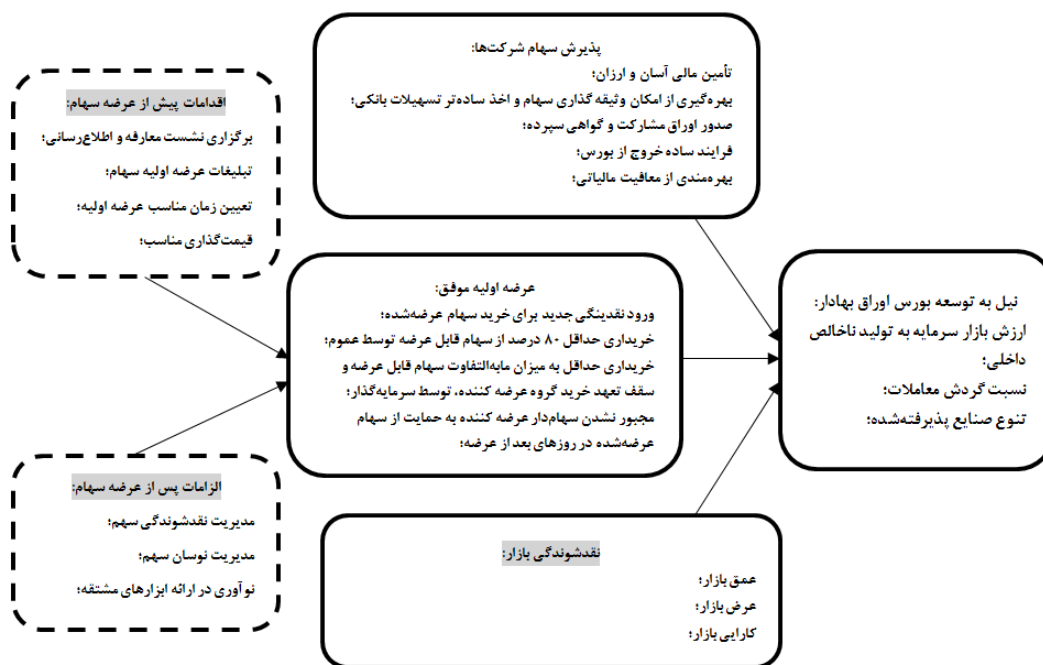 پذیرش سهام شرکت‌ها:
تأمین مالی آسان و ارزان؛
بهره‌گیری از امکان وثیقه گذاری سهام و اخذ ساده‌تر تسهیلات بانکی؛
صدور اوراق مشارکت و گواهی سپرده؛
فرایند ساده خروج از بورس؛
بهره‌مندی از معافیت مالیاتی؛
اقدامات پیش از عرضه سهام:
برگزاری نشست معارفه و اطلاع‌رسانی؛
تبلیغات عرضه اولیه سهام؛
تعیین زمان مناسب عرضه اولیه؛
قیمت‌گذاری مناسب؛
عرضه اولیه موفق:
ورود نقدینگی جدید برای خرید سهام عرضه‌شده؛
خریداری حداقل ۸۰ درصد از سهام قابل عرضه توسط عموم؛
خریداری حداقل به میزان مابه‌التفاوت سهام قابل عرضه و
سقف تعهد خرید گروه عرضه کننده، توسط سرمایه‌گذار؛
مجبور نشدن سهام‌دار عرضه کننده به حمایت از سهام
عرضه‌شده در روزهای بعد از عرضه؛
نیل به توسعه بورس اوراق بهادار:
ارزش بازار سرمایه به تولید ناخالص
داخلی؛
نسبت گردش معاملات؛
تنوع صنایع پذیرفته‌شده؛
الزامات پس از عرضه سهام:
مدیریت نقدشوندگی سهم؛
مدیریت نوسان سهم؛
نوآوری در ارائه ابزارهای مشتقه؛
نقدشوندگی بازار:
عمق بازار؛
عرض بازار؛
کارایی بازار؛